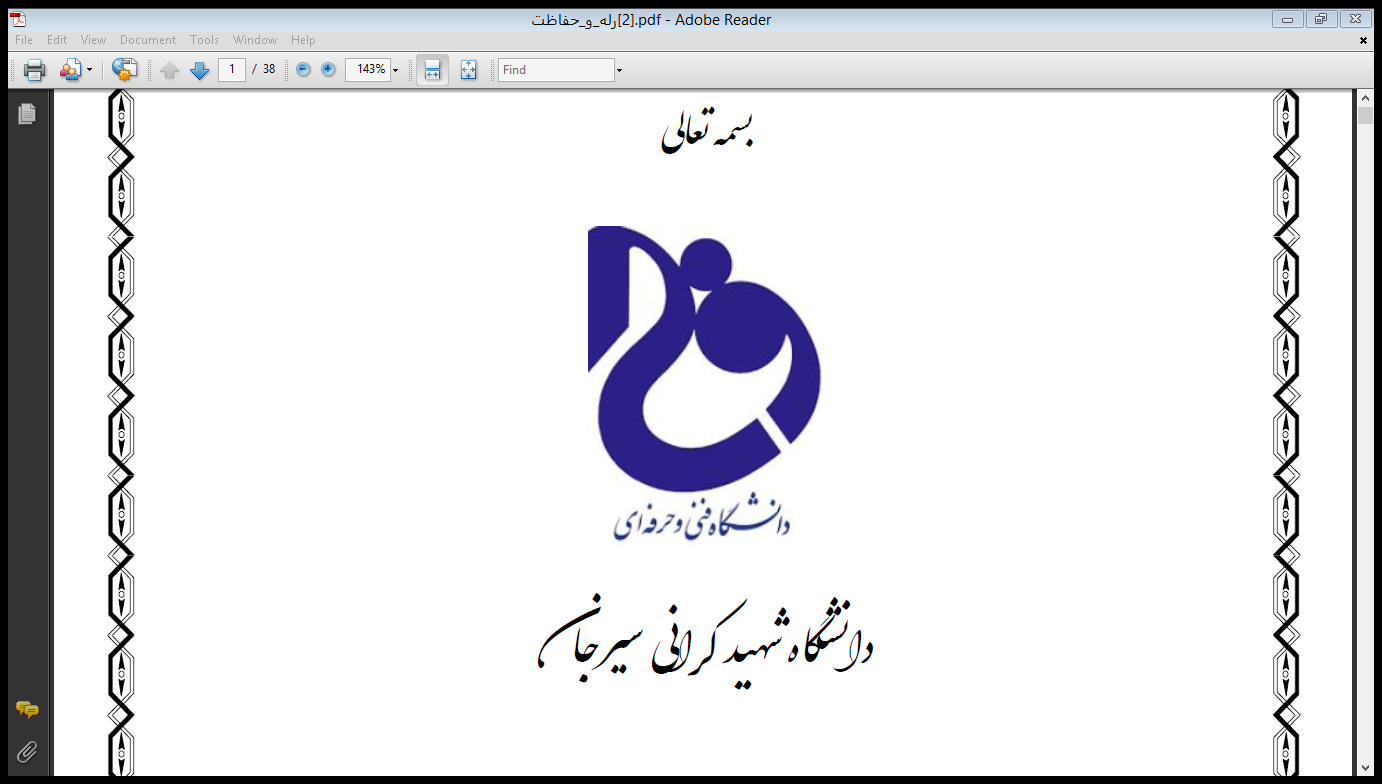 رله_و_حفاظت[2].pdf - Adobe Reader
File Edit View Document Tools Window Help
1 / 38 143% Find
بسمه تعالی
دانشگاه فنی و حرفه ای
دانشگاه شهید کرانی سیرجان